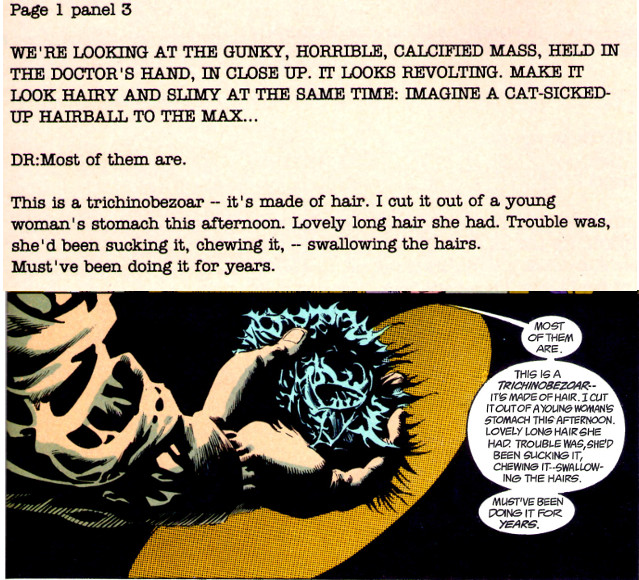 Page 1 panel 3
WE'RE LOOKING AT THE GUNKY, HORRIBLE, CALCIFIED MASS, HELD IN
THE DOCTOR'S HAND, IN CLOSE UP. IT LOOKS REVOLTING. MAKE IT
LOOK HAIRY AND SLIMY AT THE SAME TIME: IMAGINE A CAT-SICKED-
UP HAIRBALL TO THE MAX...
DR:Most of them are.
This is a trichinobezoar -- it's made of hair. I cut it out of a young
woman's stomach this afternoon. Lovely long hair she had. Trouble was,
she'd been sucking it, chewing it, -- swallowing the hairs.
Must've been doing it for years.
MOST
OF THEM
ARE.
THIS IS A
TRICHINOBEZOAR--
IT'S MADE OF HAIR. I CUT
IT OUT OF A YOUNG WOMAN'S
STOMACH THIS AFTERNOON.
LOVELY LONG HAIR SHE
HAD. TROUBLE WAS, SHE'D
BEEN SUCKING IT,
CHEWING IT--SWALLOW-
ING THE HAIRS.
MUST'VE BEEN
DOING IT FOR
YEARS.